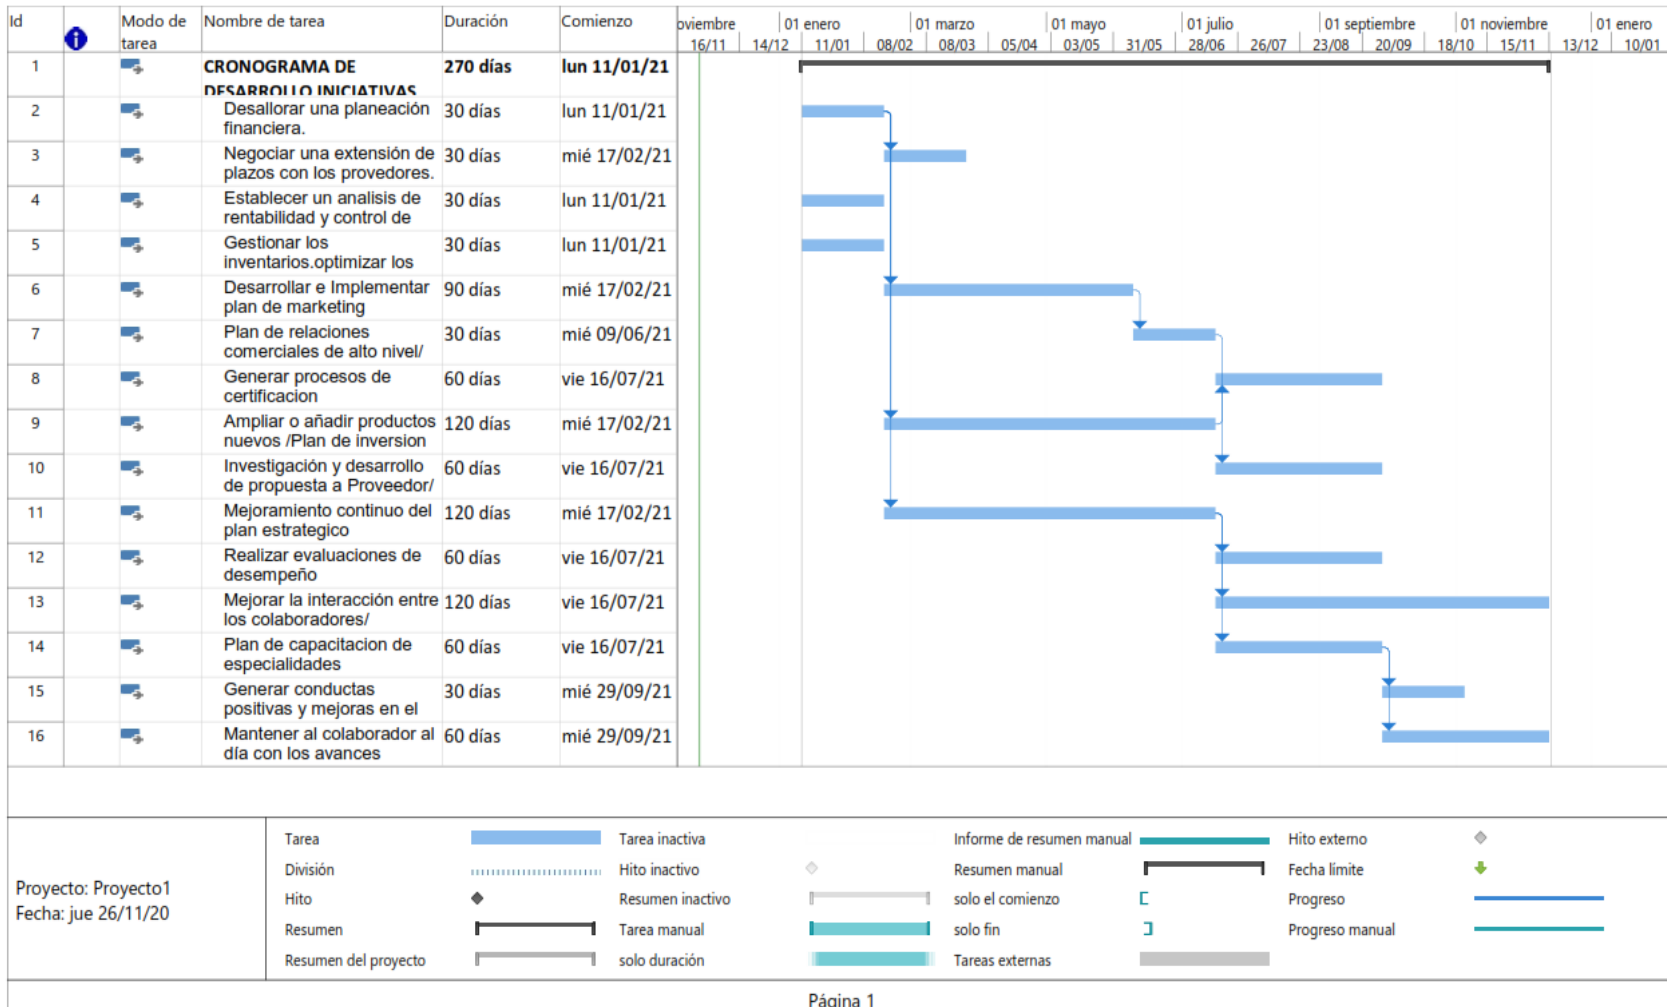 Id
Modo de
tarea
Nombre de tarea
Duración
Comienzo
oviembre
01 enero
01 marzo
01 mayo
01 julio
01 septiembre
01 noviembre
01 enero
16/11
14/12
11/01
08/02
08/03
05/04
03/05
31/05
28/06
26/07
23/08
20/09
18/10
15/11
13/12
10/01
1
CRONOGRAMA DE
DESARROLLO INICIATIVAS
270 días
lun 11/01/21
2
Desallorar una planeación
financiera.
30 días
lun 11/01/21
3
Negociar una extensión de
plazos con los provedores.
30 días
mié 17/02/21
4
Establecer un analisis de
rentabilidad y control de
30 días
lun 11/01/21
5
Gestionar los
inventarios.optimizar los
30 días
lun 11/01/21
6
Desarrollar e Implementar
plan de marketing
90 días
mié 17/02/21
7
Plan de relaciones
comerciales de alto nivel/
30 días
mié 09/06/21
8
Generar procesos de
certificacion
60 días
vie 16/07/21
9
Ampliar o añadir productos
nuevos /Plan de inversion
120 días
mié 17/02/21
10
Investigación y desarrollo
de propuesta a Proveedor/
60 días
vie 16/07/21
11
Mejoramiento continuo del
plan estrategico
120 días
mié 17/02/21
12
Realizar evaluaciones de
desempeño
60 días
vie 16/07/21
13
Mejorar la interacción entre
los colaboradores/
120 días
vie 16/07/21
14
Plan de capacitacion de
especialidades
60 días
vie 16/07/21
15
Generar conductas
positivas y mejoras en el
30 días
mié 29/09/21
16
Mantener al colaborador al
día con los avances
60 días
mié 29/09/21
Proyecto: Proyecto1
Fecha: jue 26/11/20
Tarea
División
Hito
Resumen
Resumen del proyecto
Tarea inactiva
Hito inactivo
Resumen inactivo
Tarea manual
solo duración
Informe de resumen manual
Resumen manual
solo el comienzo
solo fin
Tareas externas
Hito externo
Fecha límite
Progreso
Progreso manual
Página 1